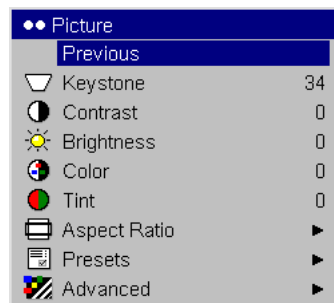 Picture
Previous
Keystone 34
Contrast 0
Brightness 0
Color 0
Tint 0
Aspect Ratio
Presets
Advanced